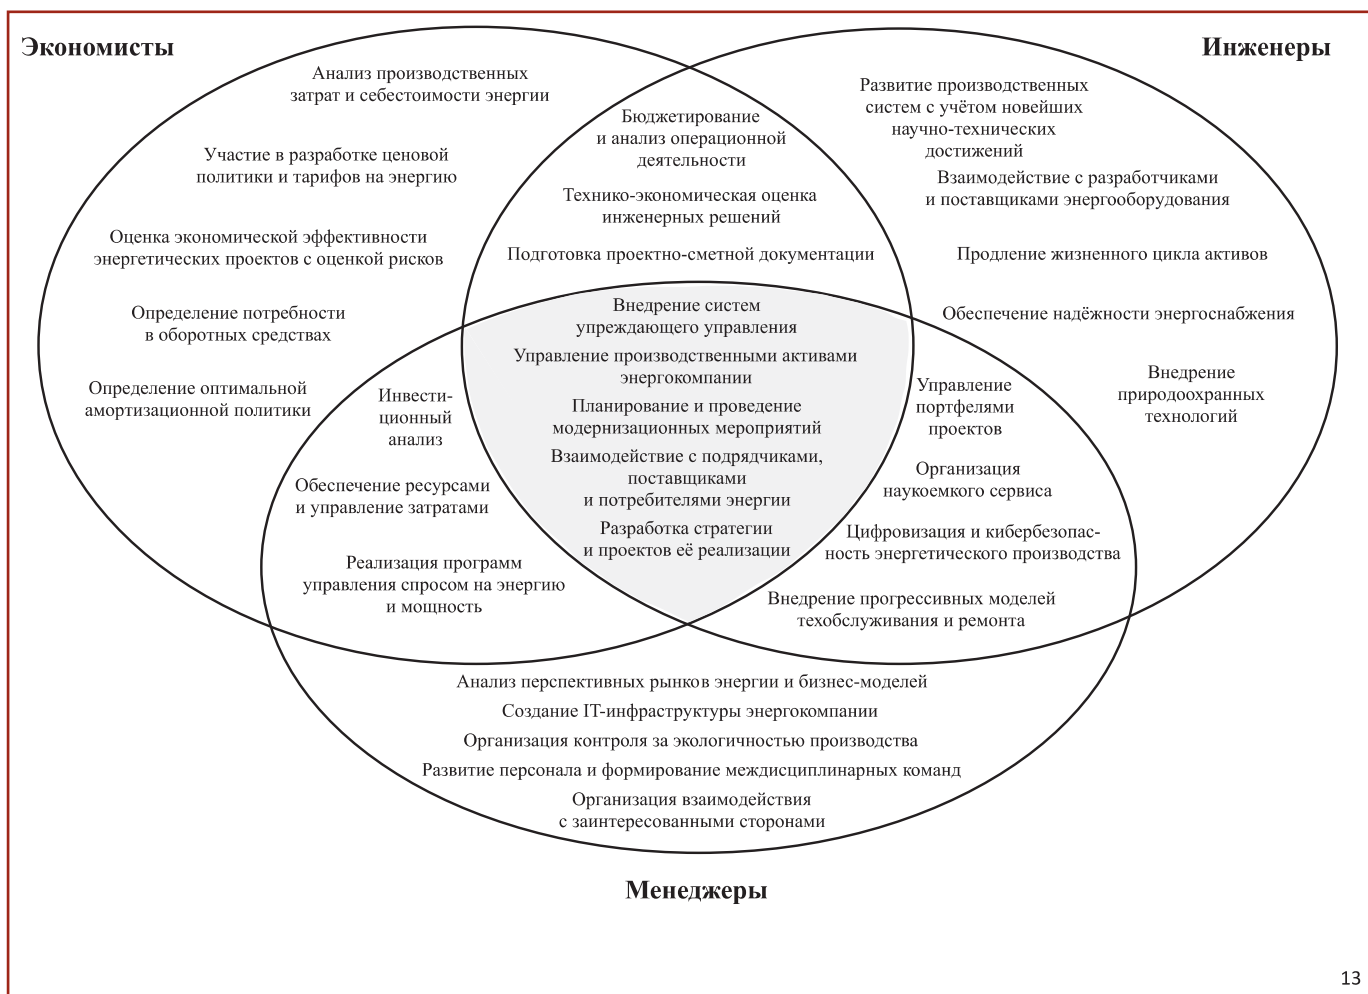 Экономисты
Инженеры
Анализ производственных
затрат и себестоимости энергии
Участие в разработке ценовой
политики и тарифов на энергию
Оценка экономической эффективности
энергетических проектов с оценкой рисков
Определение потребности
в оборотных средствах
Определение оптимальной
амортизационной политики
Бюджетирование
и анализ операционной
деятельности
Технико-экономическая оценка
инженерных решений
Подготовка проектно-сметной документации
Развитие производственных
систем с учётом новейших
научно-технических
достижений
Взаимодействие с разработчиками
и поставщиками энергооборудования
Продление жизненного цикла активов
Обеспечение надёжности энергоснабжения
Внедрение
природоохранных
технологий
Внедрение систем
упреждающего управления
Управление производственными активами
энергокомпании
Планирование и проведение
модернизационных мероприятий
Взаимодействие с подрядчиками,
поставщиками
и потребителями энергии
Разработка стратегии
и проектов её реализации
Инвести-
ционный
анализ
Обеспечение ресурсами
и управление затратами
Реализация программ
управления спросом на энергию
и мощность
Управление
портфелями
проектов
Организация
наукоемкого сервиса
Цифровизация и кибербезопас-
ность энергетического производства
Внедрение прогрессивных моделей
техобслуживания и ремонта
Анализ перспективных рынков энергии и бизнес-моделей
Создание IT-инфраструктуры энергокомпании
Организация контроля за экологичностью производства
Развитие персонала и формирование междисциплинарных команд
Организация взаимодействия
с заинтересованными сторонами
Менеджеры
13